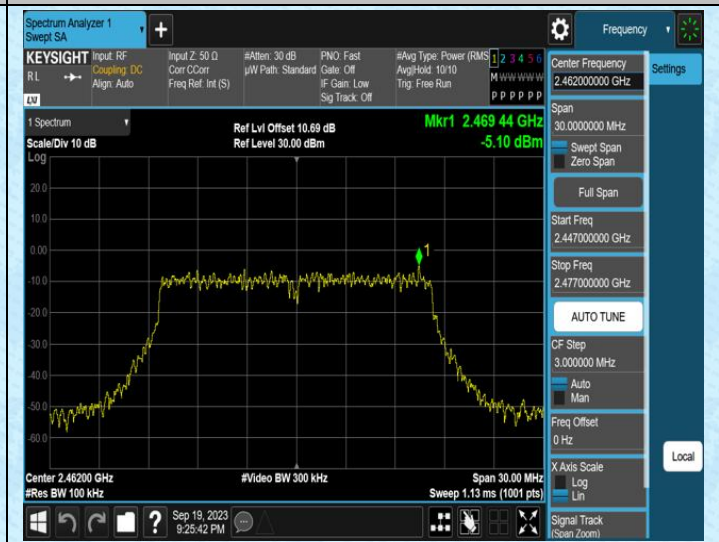 Spectrum Analyzer 1
Swept SA
+
Frequency
KEYSIGHT
RL
LXI
Input: RF
Coupling: DC
Align: Auto
Input Z: 50 Ω
Corr CCorr
Freq Ref: Int (S)
#Atten: 30 dB
µW Path: Standard
PNO: Fast
Gate: Off
IF Gain: Low
Sig Track: Off
#Avg Type: Power (RMS
Avg|Hold: 10/10
Trig: Free Run
1 2 3 4 5 6
M W W W W W
P P P P P P
1 Spectrum
Scale/Div 10 dB
Ref Lvl Offset 10.69 dB
Ref Level 30.00 dBm
Mkr1 2.469 44 GHz
-5.10 dBm
Log
20.0
10.0
0.00
-10.0
-20.0
-30.0
-40.0
-50.0
-60.0
1
Center 2.46200 GHz
#Res BW 100 kHz
#Video BW 300 kHz
Span 30.00 MHz
Sweep 1.13 ms (1001 pts)
Sep 19, 2023
9:25:42 PM
?
Center Frequency
2.462000000 GHz
Span
30.0000000 MHz
Swept Span
Zero Span
Full Span
Start Freq
2.447000000 GHz
Stop Freq
2.477000000 GHz
AUTO TUNE
CF Step
3.000000 MHz
Auto
Man
Freq Offset
0 Hz
X Axis Scale
Log
Lin
Signal Track
(Span Zoom)
Settings
Local